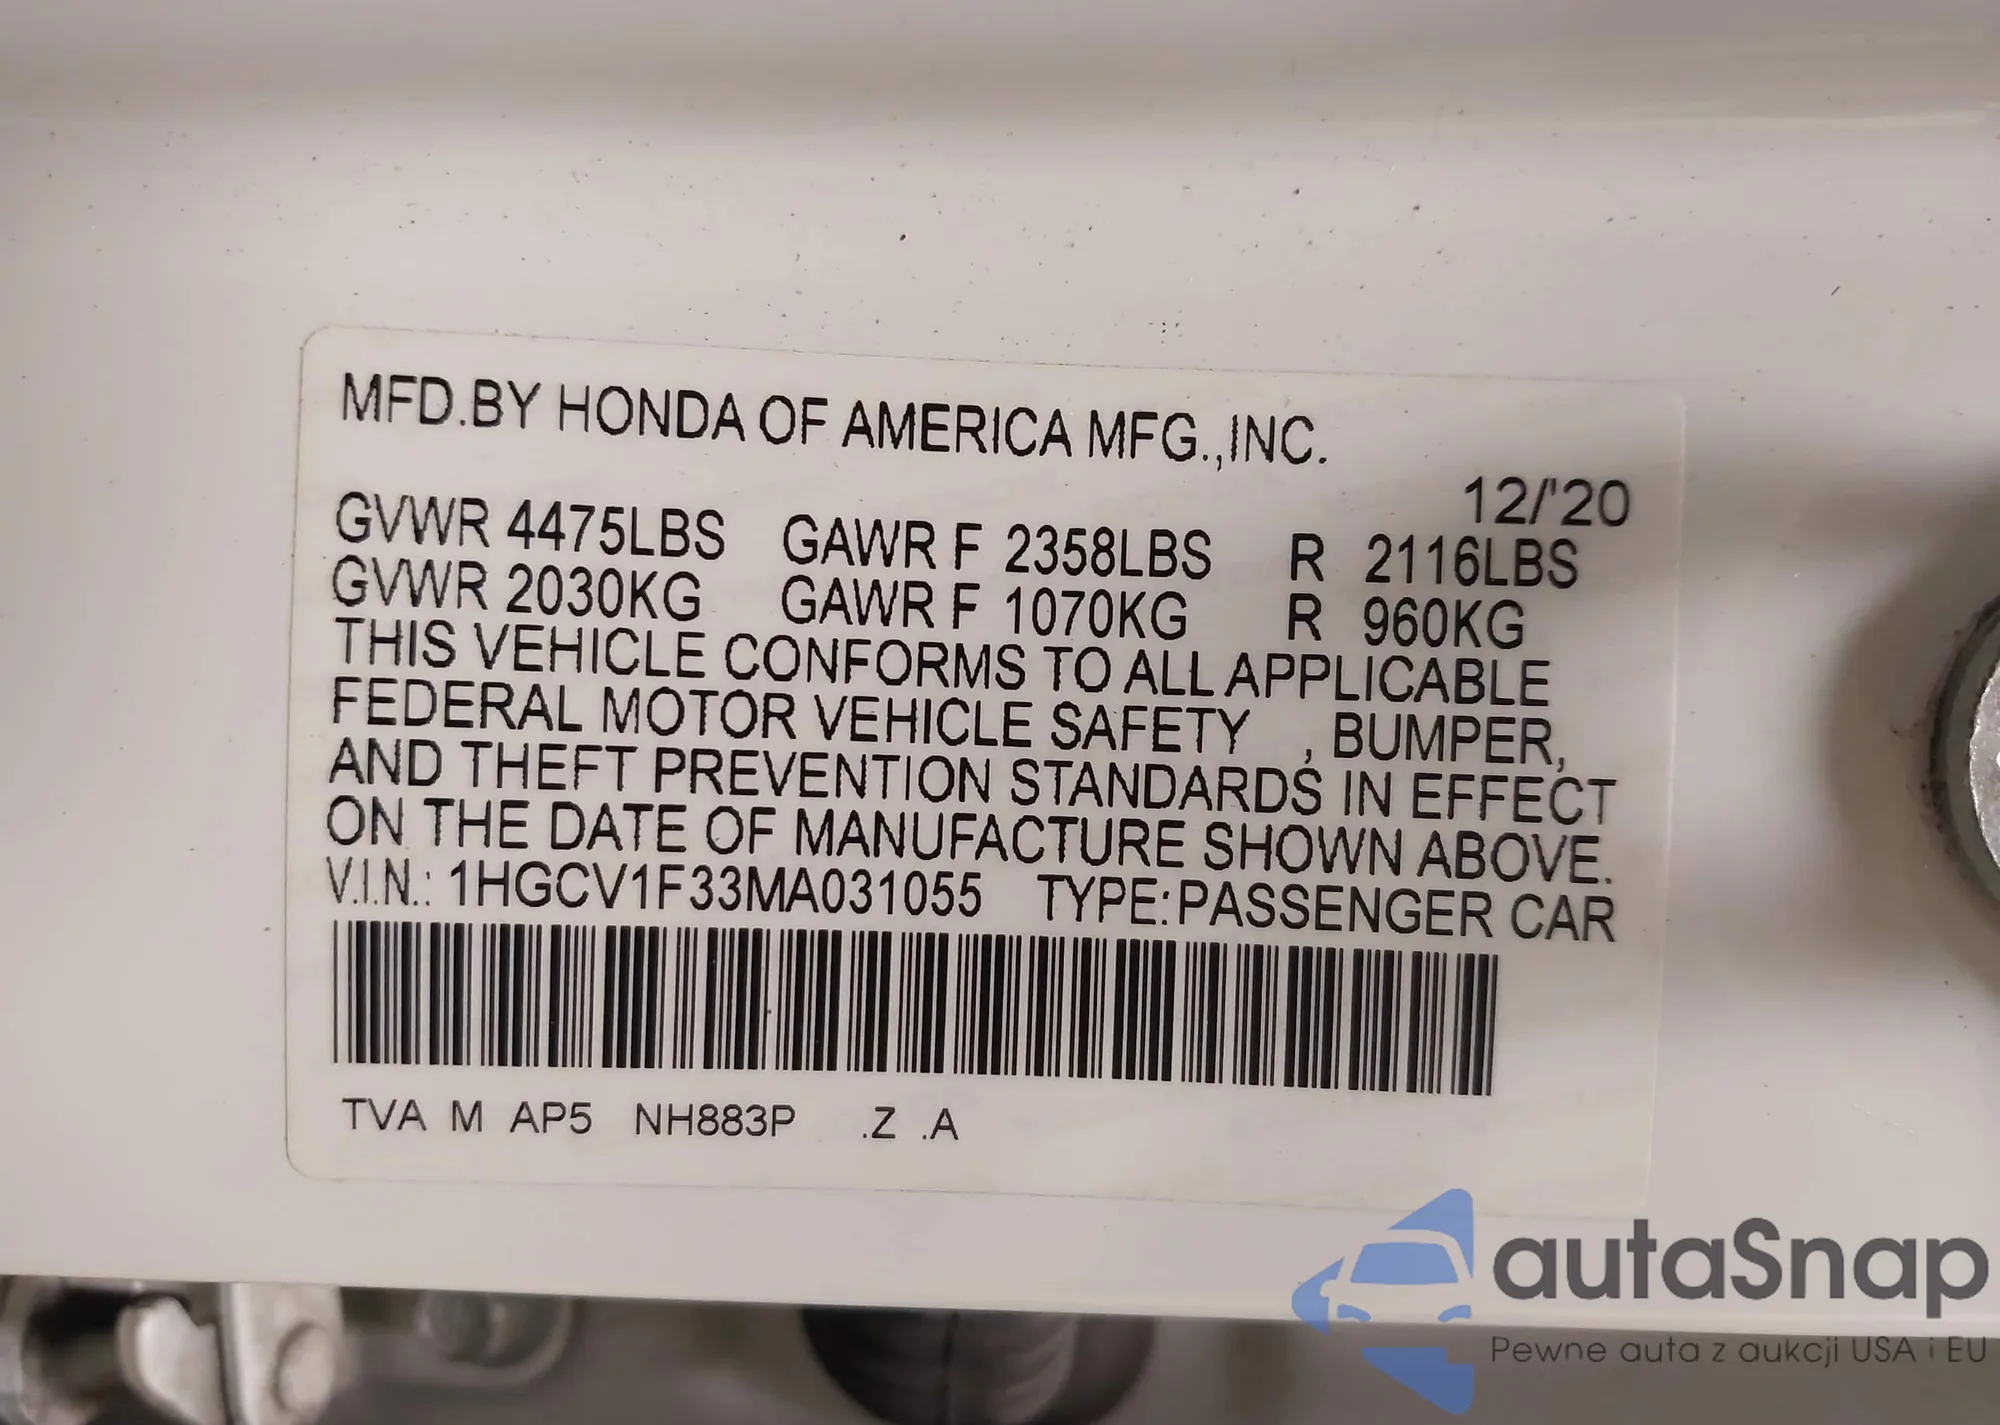 MFD.BY HONDA OF AMERICA MFG.,INC.
12/'20
GVWR 4475LBS GAWR F 2358LBS R 2116LBS
GVWR 2030KG GAWR F 1070KG R 960KG
THIS VEHICLE CONFORMS TO ALL APPLICABLE
FEDERAL MOTOR VEHICLE SAFETY , BUMPER,
AND THEFT PREVENTION STANDARDS IN EFFECT
ON THE DATE OF MANUFACTURE SHOWN ABOVE.
V.I.N.: 1HGCV1F33MA031055 TYPE:PASSENGER CAR
TVA M AP5 NH883P .Z .A
autaSnap
Pewne auta z aukcji USA i EU